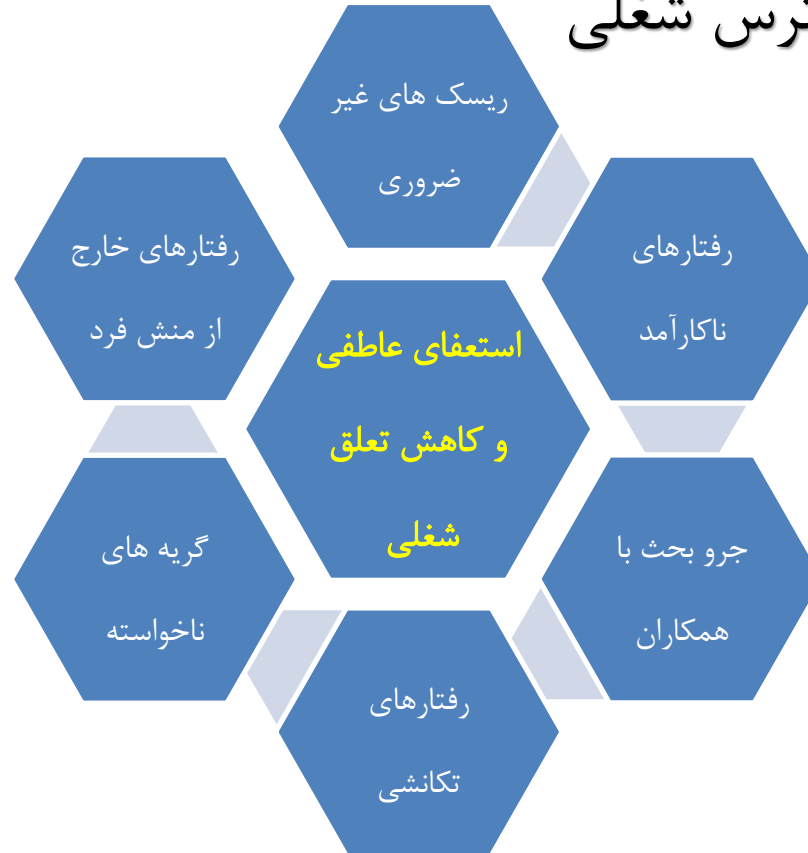 شغلی
ریسک های غیر
ضروری
رفتارهای
ناکارآمد
جرو بحث با
همکاران
رفتارهای
تکانشی
گریه های
ناخواسته
رفتارهای خارج
از منش فرد
استعفای عاطفی
و کاهش تعلق
شغلی